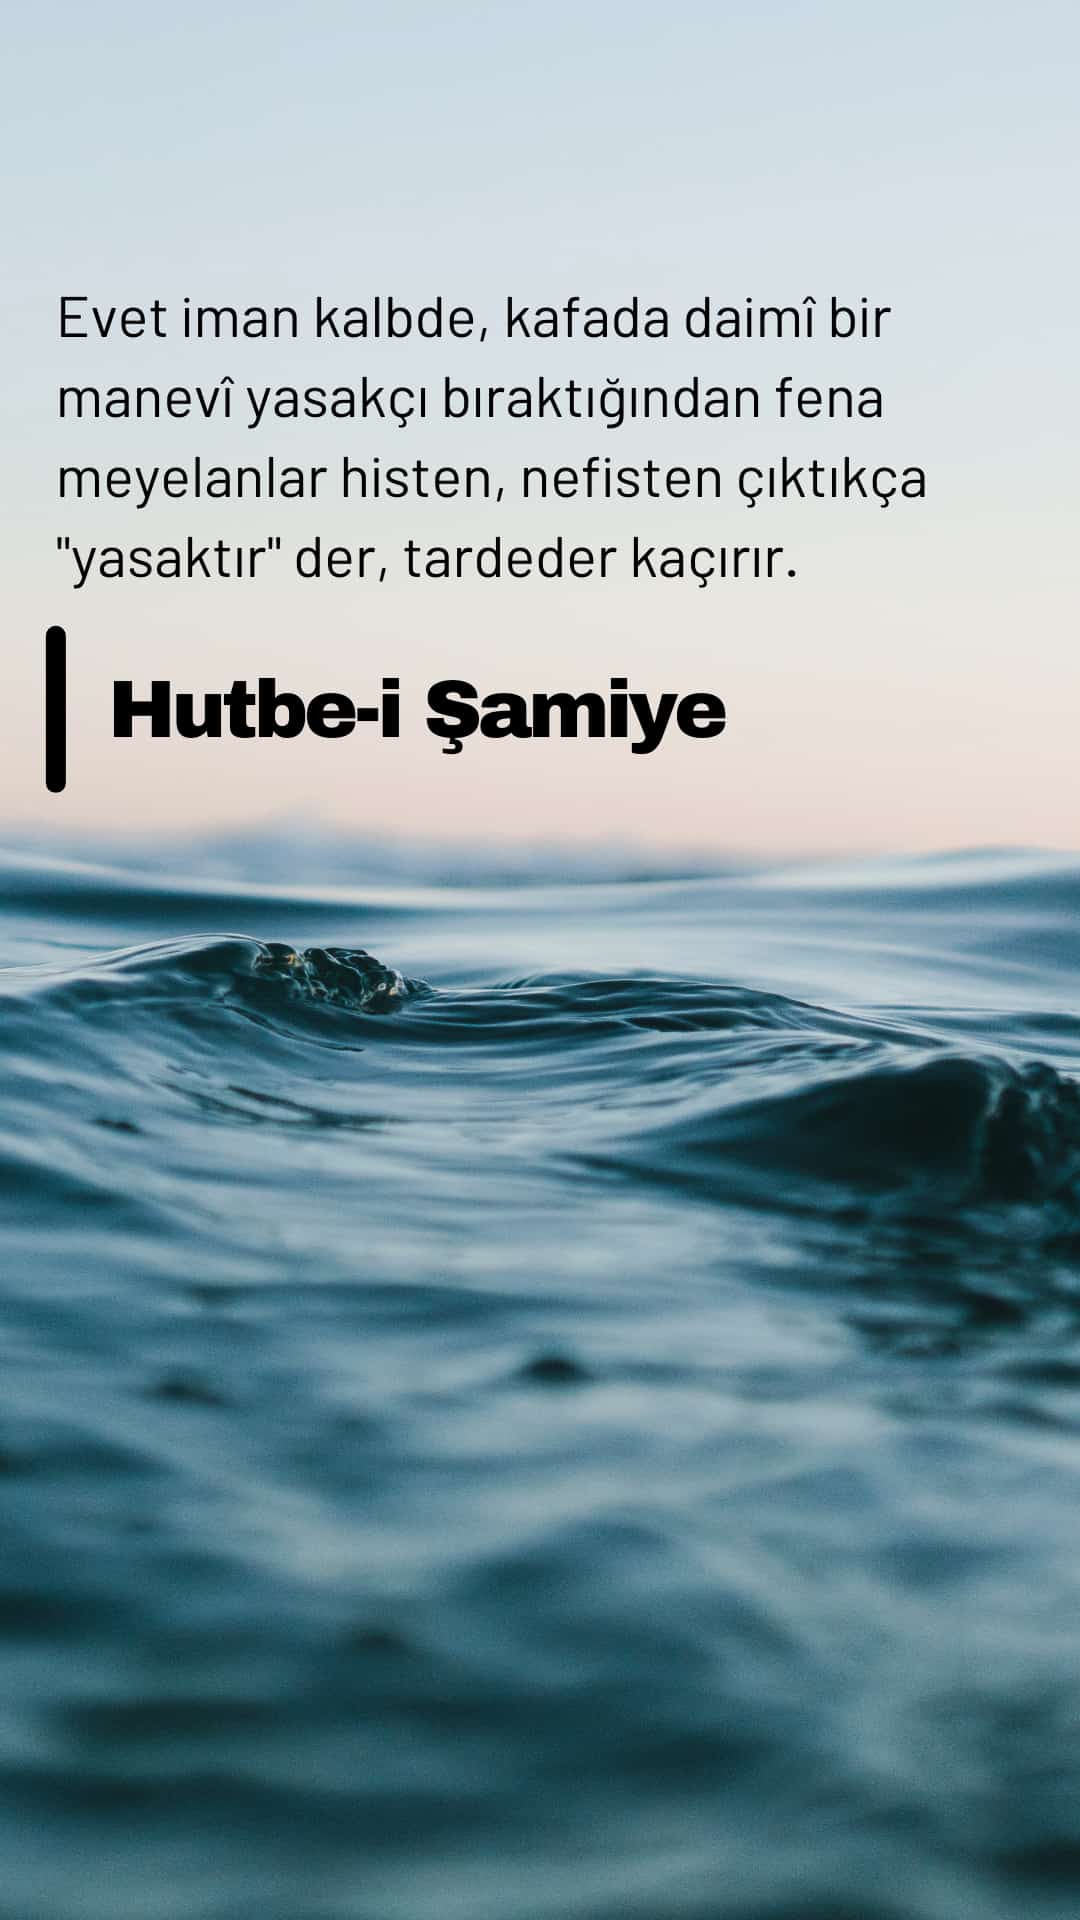 Evet iman kalbde, kafada daimî bir
manevî yasakçı bıraktığından fena
meyelanlar histen, nefisten çıktıkça
"yasaktır" der, tardeder kaçırır.
Hutbe-i Şamiye